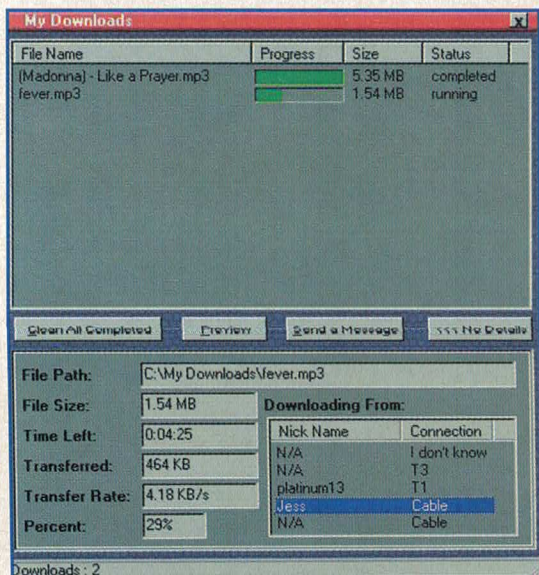 My Downloads x
File Name Progress Size Status
(Madonna) - Like a Prayer.mp3 5.35 MB completed
fever.mp3 1.54 MB running
Clean All Completed Preview Send a Message <<< No Details
File Path: C:\My Downloads\fever.mp3
File Size: 1.54 MB Downloading From:
Nick Name Connection
Time Left: 0:04:25
N/A I don't know
Transferred: 464 KB
N/A T3
platinum13 T1
Transfer Rate: 4.18 KB/s
Jess Cable
Percent: 29%
N/A Cable
Downloads : 2